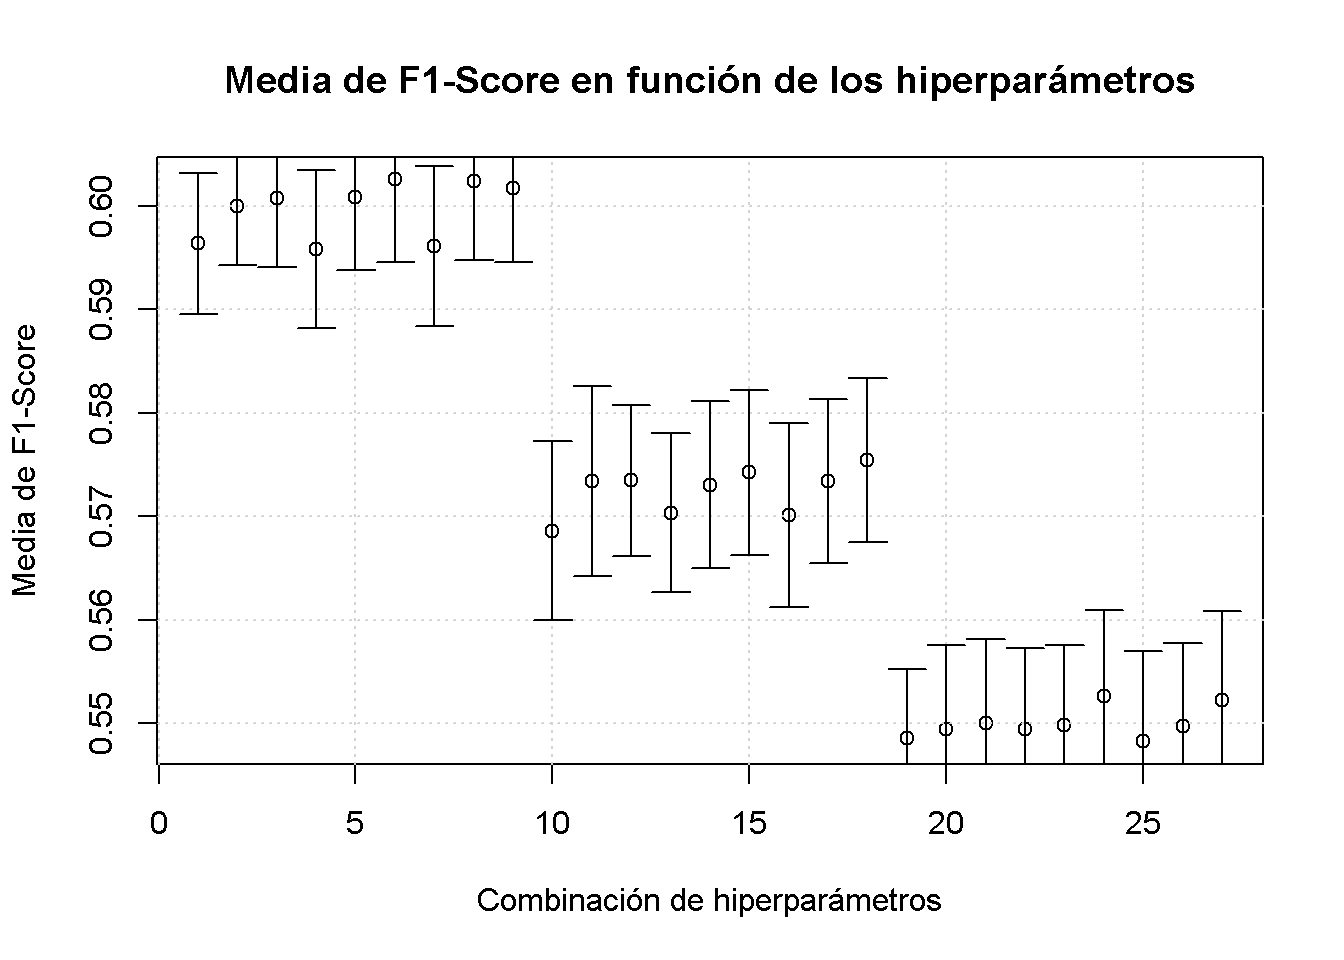 Media de F1-Score en función de los hiperparámetros
Media de F1-Score
0.60
0.59
0.58
0.57
0.56
0.55
0 5 10 15 20 25
Combinación de hiperparámetros